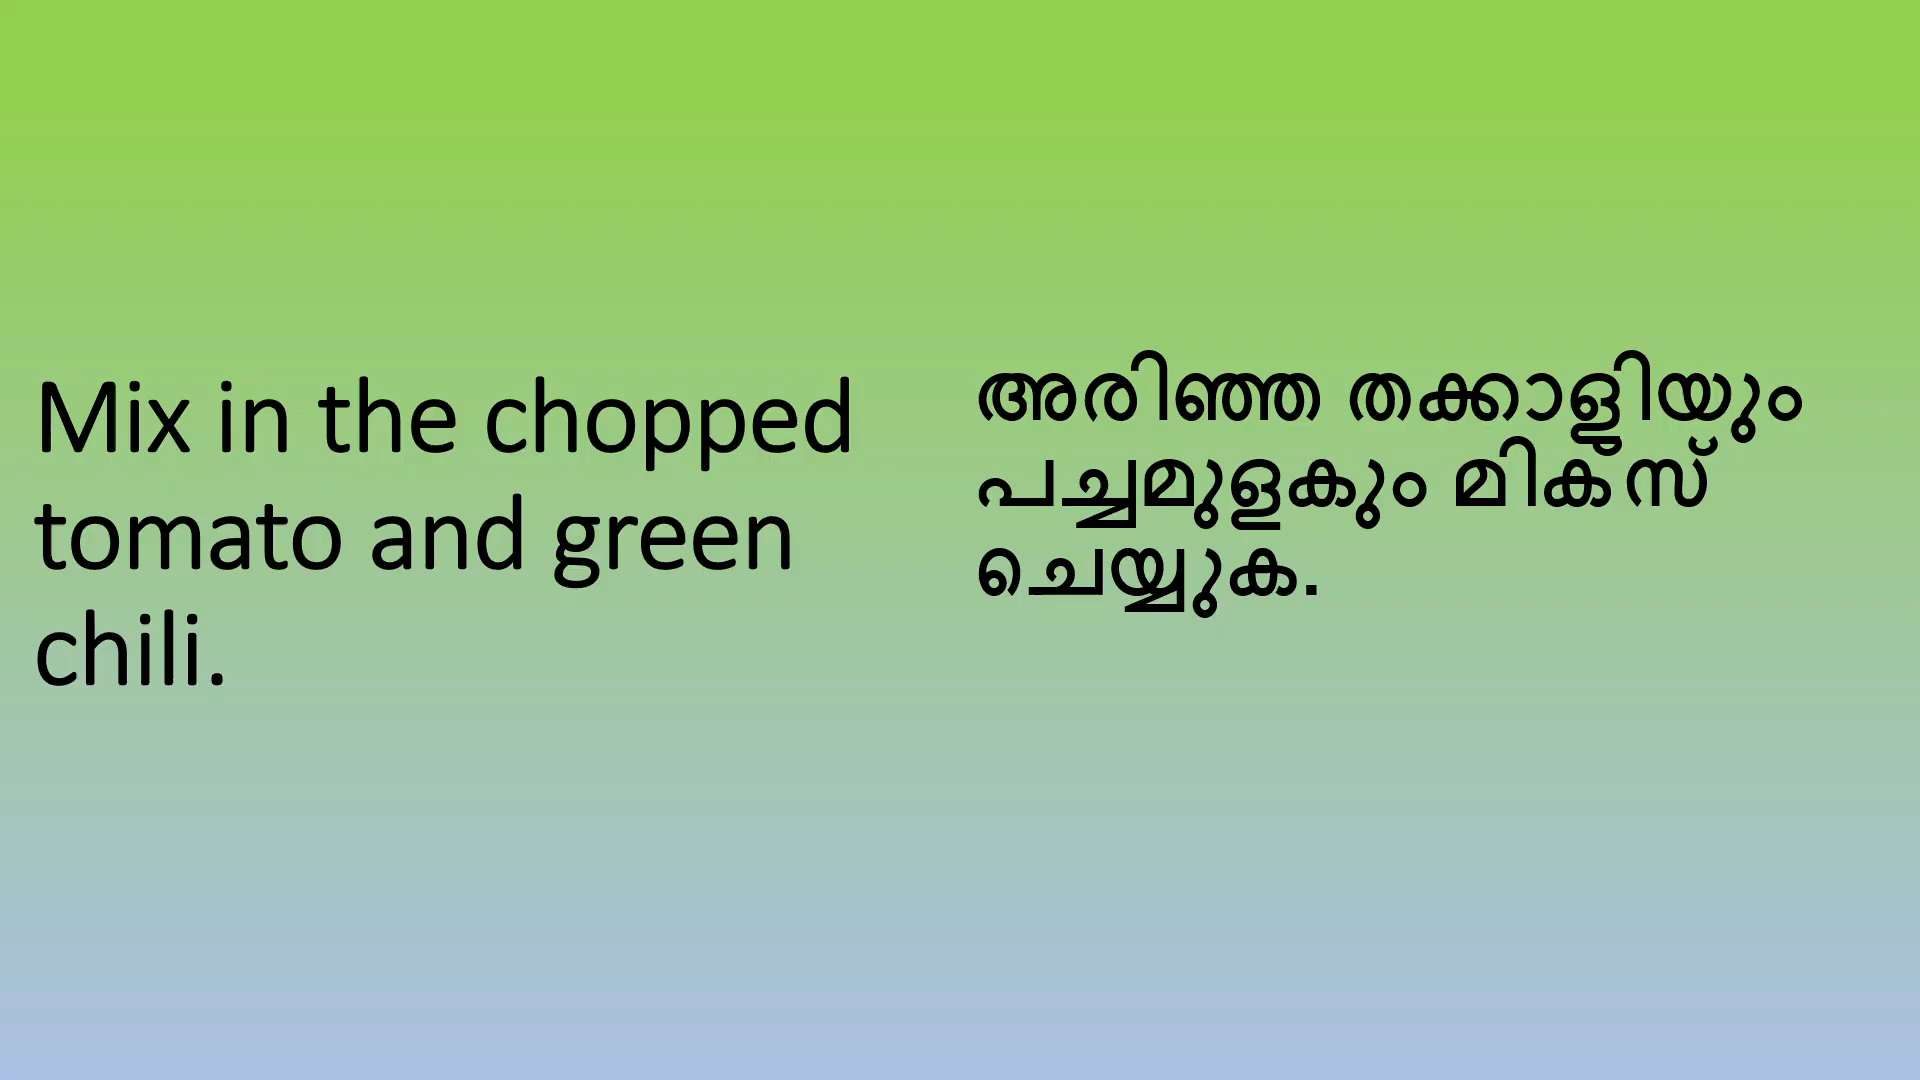 Mix in the chopped
tomato and green
chili.
അരിഞ്ഞ തക്കാളിയും
പച്ചമുളകും മിക്സ്
ചെയ്യുക.